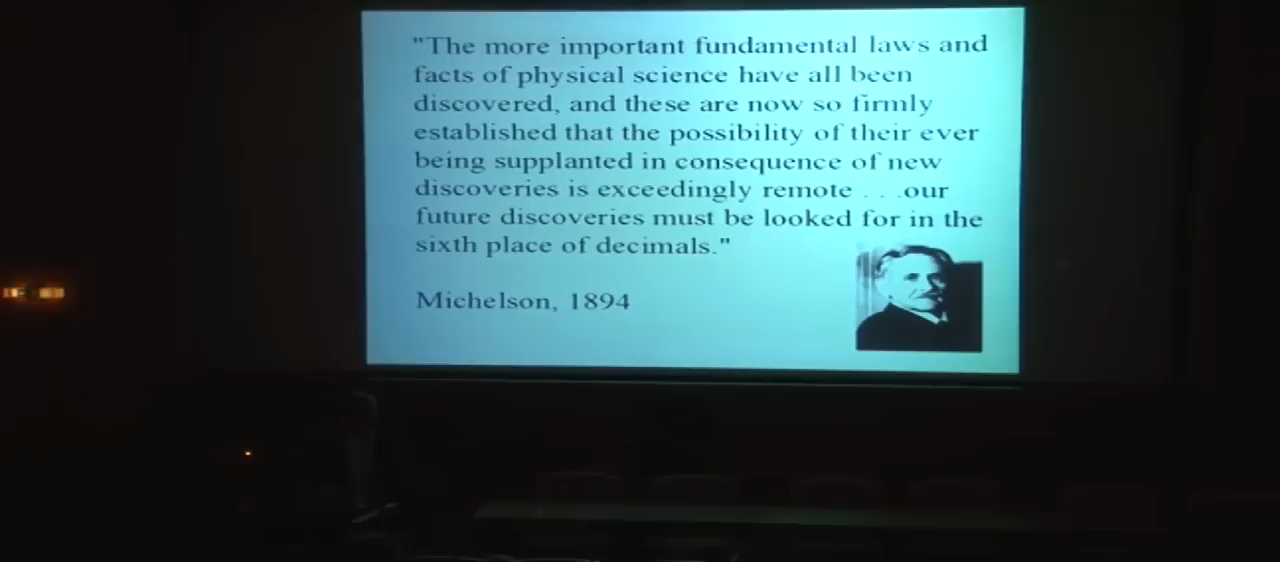 "The more important fundamental laws and
facts of physical science have all been
discovered, and these are now so firmly
established that the possibility of their ever
being supplanted in consequence of new
discoveries is exceedingly remote . . .our
future discoveries must be looked for in the
sixth place of decimals."
Michelson, 1894